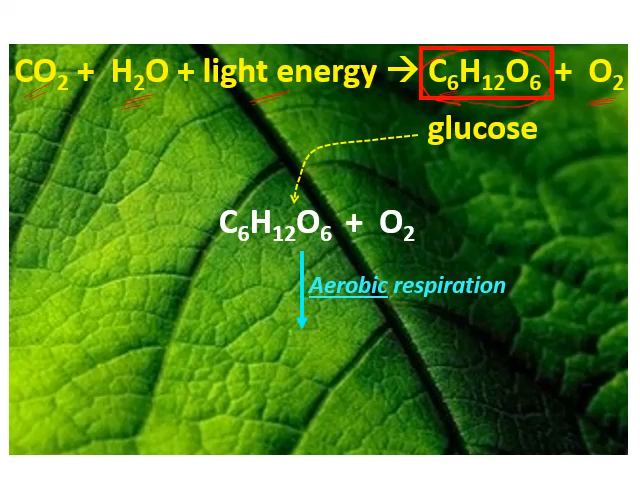 CO₂ + H₂O + light energy → C₆H₁₂O₆ + O₂
glucose
C₆H₁₂O₆ + O₂
Aerobic respiration